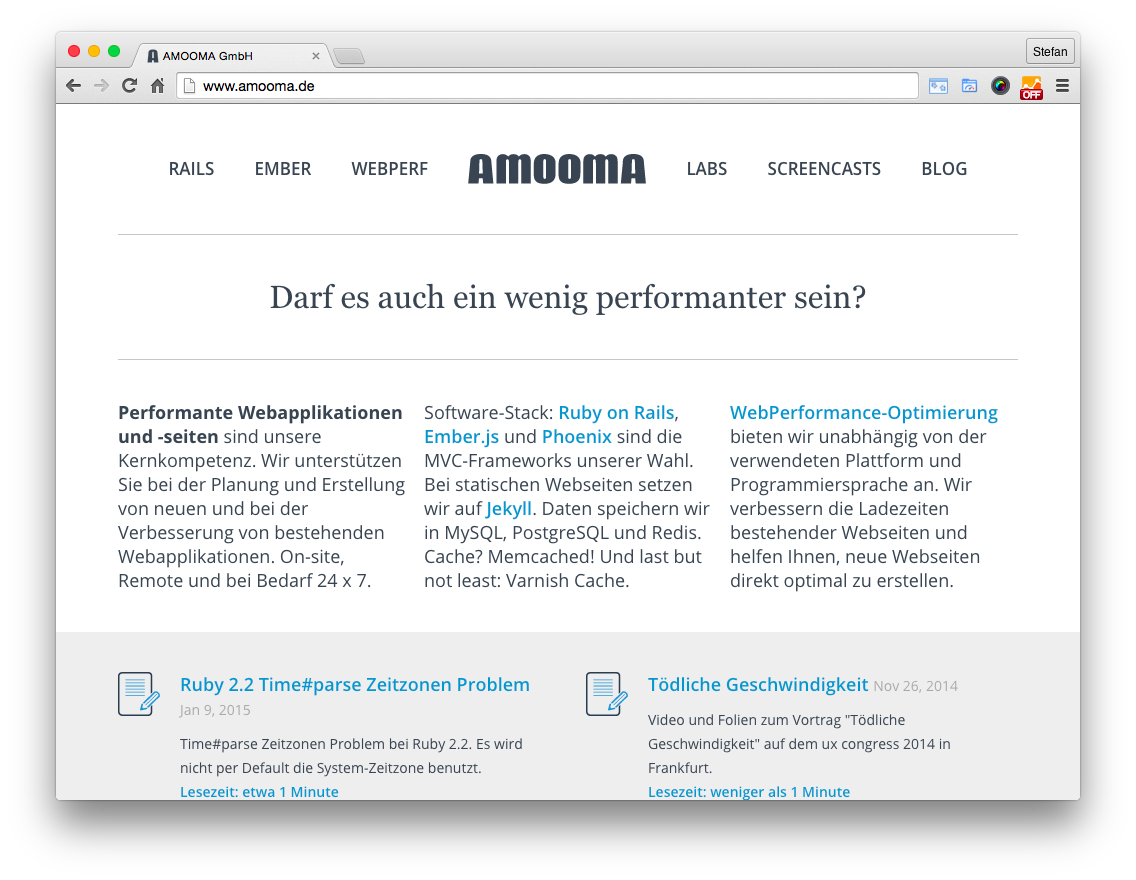 AMOOMA GmbH
Stefan
www.amooma.de
OFF
RAILS EMBER WEBPERF AMOOMA LABS SCREENCASTS BLOG
Darf es auch ein wenig performanter sein?
Performante Webapplikationen
und -seiten sind unsere
Kernkompetenz. Wir unterstützen
Sie bei der Planung und Erstellung
von neuen und bei der
Verbesserung von bestehenden
Webapplikationen. On-site,
Remote und bei Bedarf 24 x 7.
Software-Stack: Ruby on Rails,
Ember.js und Phoenix sind die
MVC-Frameworks unserer Wahl.
Bei statischen Webseiten setzen
wir auf Jekyll. Daten speichern wir
in MySQL, PostgreSQL und Redis.
Cache? Memcached! Und last but
not least: Varnish Cache.
WebPerformance-Optimierung
bieten wir unabhängig von der
verwendeten Plattform und
Programmiersprache an. Wir
verbessern die Ladezeiten
bestehender Webseiten und
helfen Ihnen, neue Webseiten
direkt optimal zu erstellen.
Ruby 2.2 Time#parse Zeitzonen Problem
Jan 9, 2015
Time#parse Zeitzonen Problem bei Ruby 2.2. Es wird
nicht per Default die System-Zeitzone benutzt.
Lesezeit: etwa 1 Minute
Tödliche Geschwindigkeit Nov 26, 2014
Video und Folien zum Vortrag "Tödliche
Geschwindigkeit" auf dem ux congress 2014 in
Frankfurt.
Lesezeit: weniger als 1 Minute